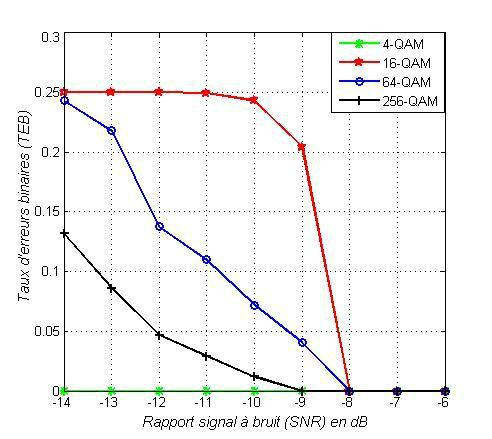 0.3
0.25
0.2
0.15
0.1
0.05
0
Taux d'erreurs binaires (TEB)
4-QAM
16-QAM
64-QAM
256-QAM
-14 -13 -12 -11 -10 -9 -8 -7 -6
Rapport signal à bruit (SNR) en dB